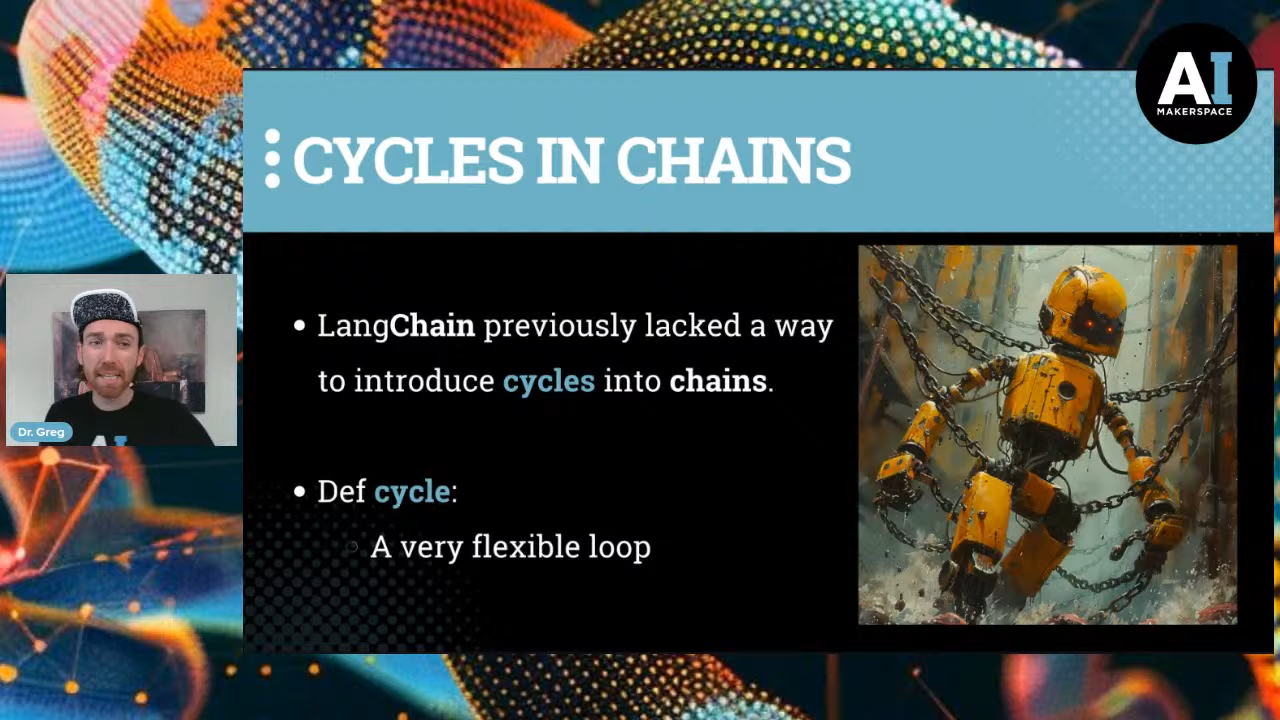 AI
MAKERSPACE
CYCLES IN CHAINS
LangChain previously lacked a way
to introduce cycles into chains.
Def cycle:
A very flexible loop
Dr. Greg
AI